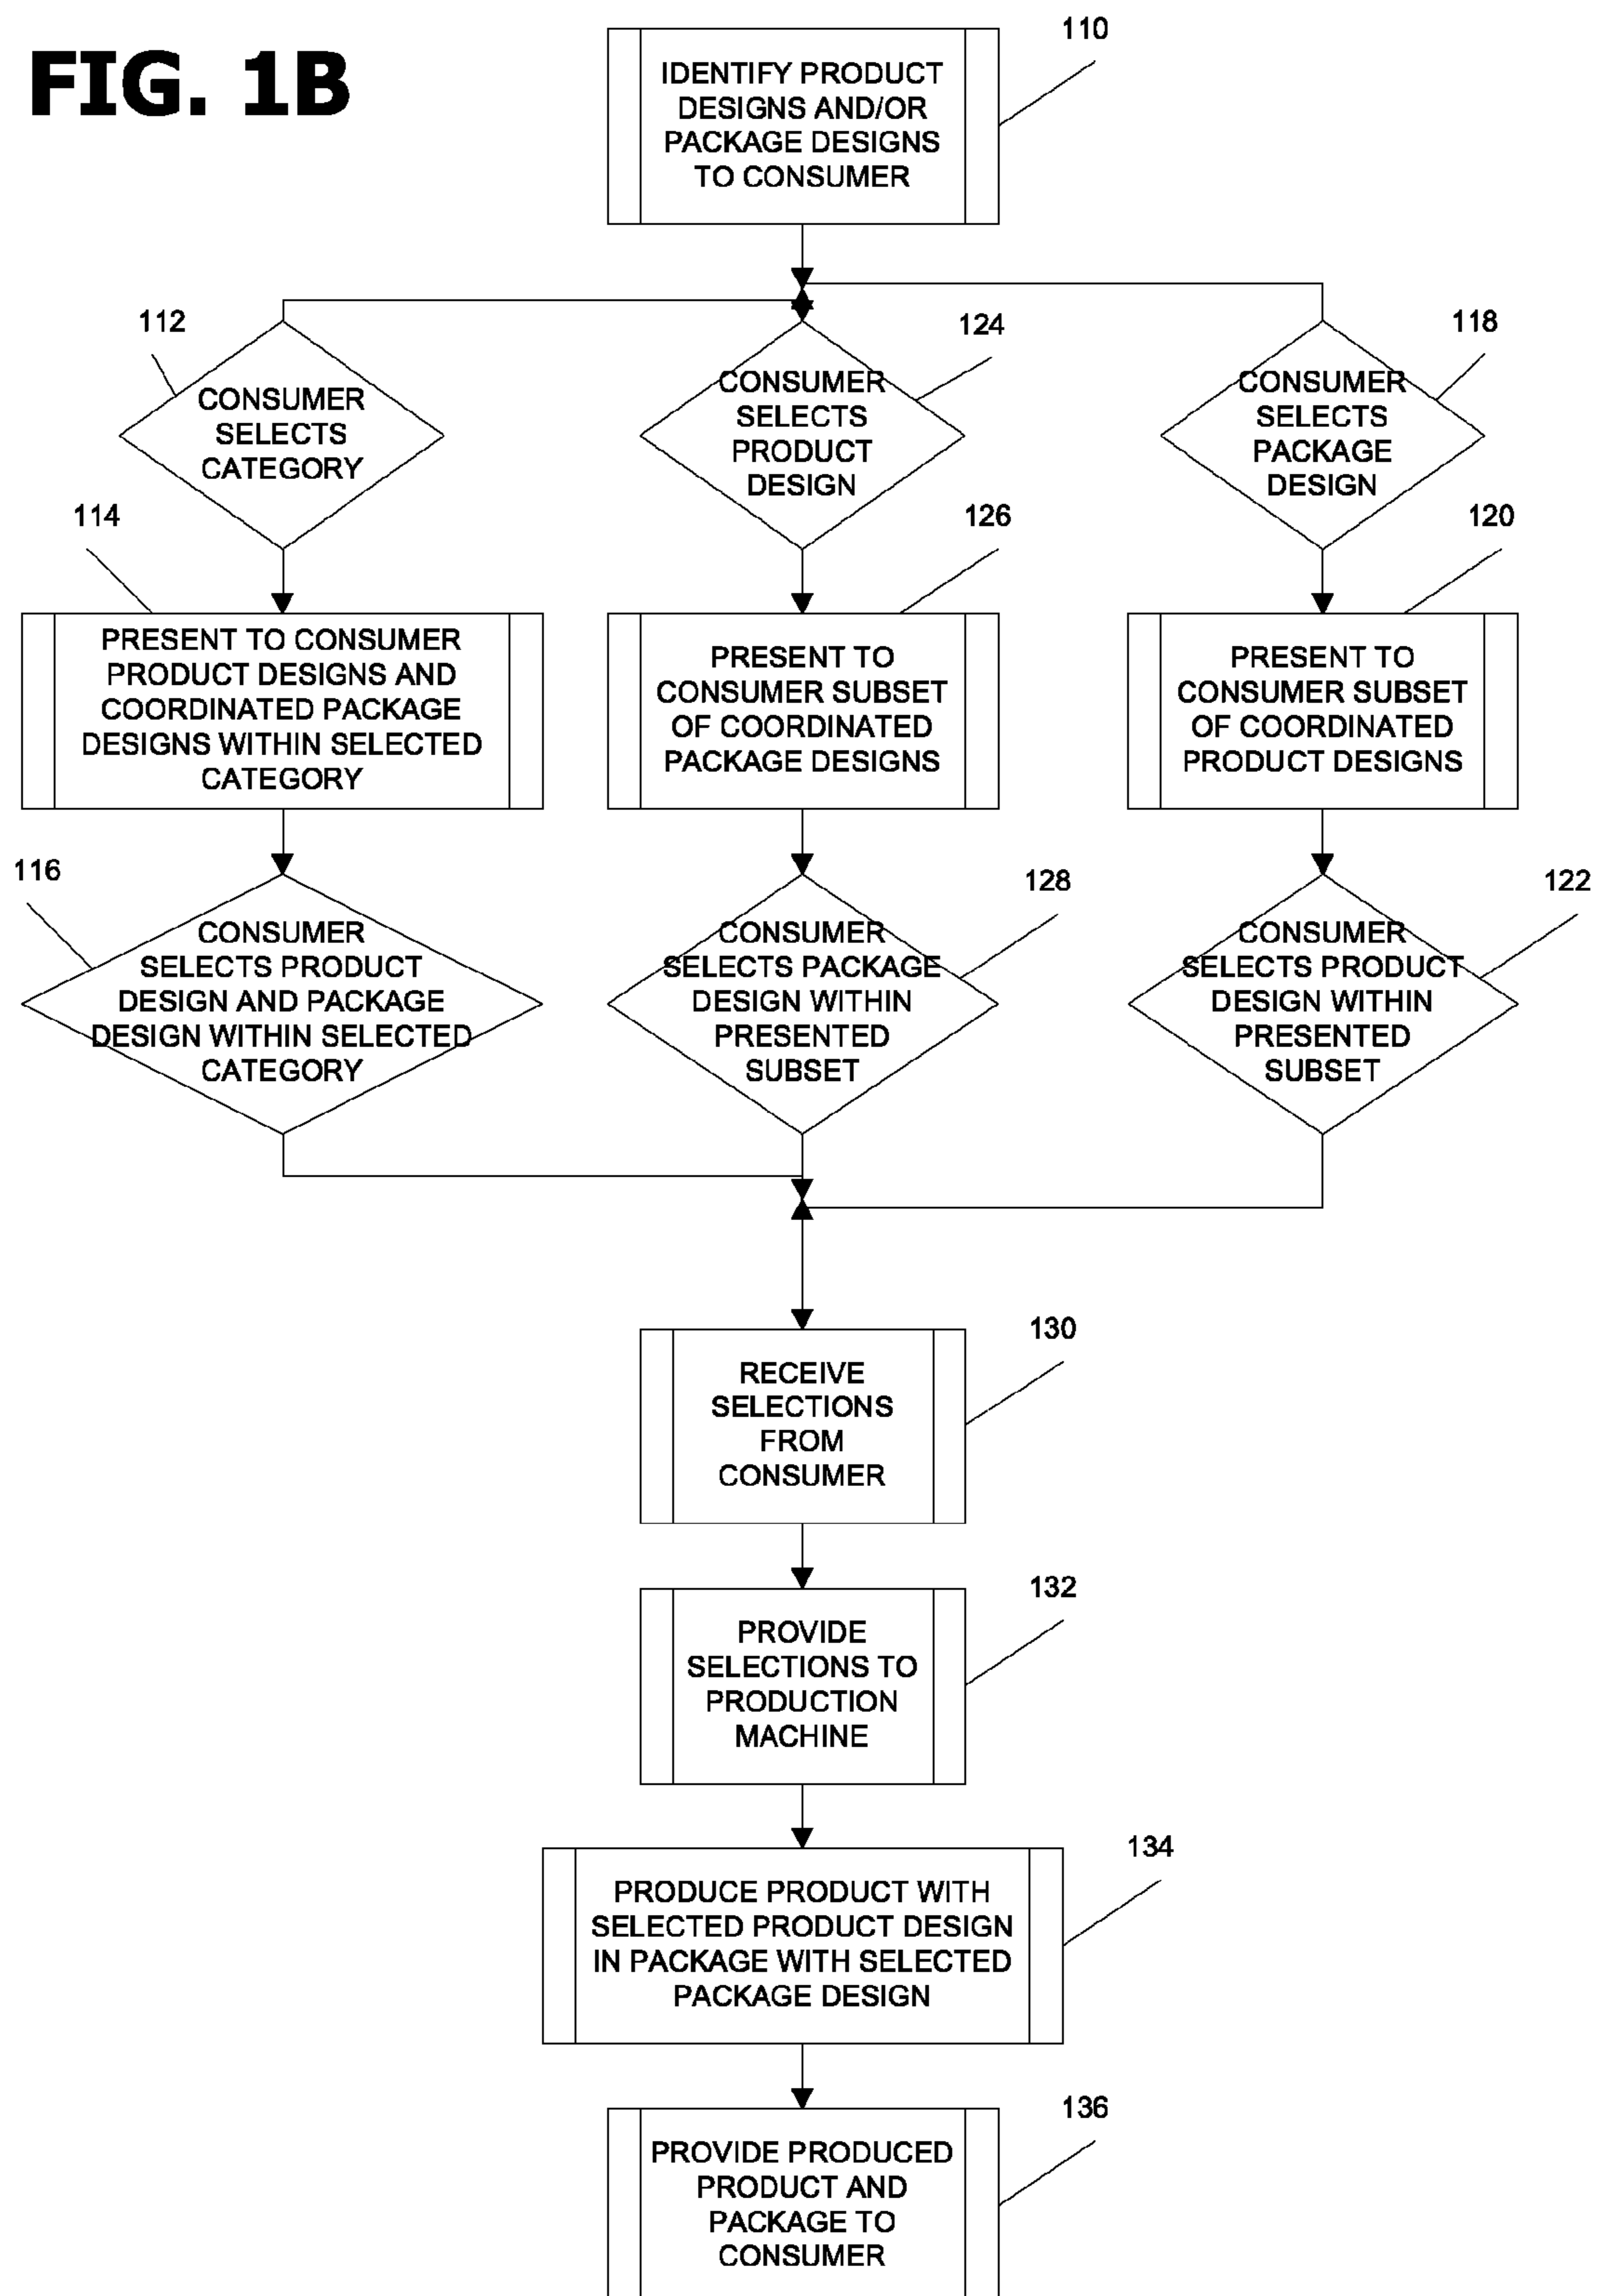 FIG. 1B
110
IDENTIFY PRODUCT
DESIGNS AND/OR
PACKAGE DESIGNS
TO CONSUMER
112
CONSUMER
SELECTS
CATEGORY
124
CONSUMER
SELECTS
PRODUCT
DESIGN
118
CONSUMER
SELECTS
PACKAGE
DESIGN
114
PRESENT TO CONSUMER
PRODUCT DESIGNS AND
COORDINATED PACKAGE
DESIGNS WITHIN SELECTED
CATEGORY
126
PRESENT TO
CONSUMER SUBSET
OF COORDINATED
PACKAGE DESIGNS
120
PRESENT TO
CONSUMER SUBSET
OF COORDINATED
PRODUCT DESIGNS
116
CONSUMER
SELECTS PRODUCT
DESIGN AND PACKAGE
DESIGN WITHIN SELECTED
CATEGORY
128
CONSUMER
SELECTS PACKAGE
DESIGN WITHIN
PRESENTED
SUBSET
122
CONSUMER
SELECTS PRODUCT
DESIGN WITHIN
PRESENTED
SUBSET
130
RECEIVE
SELECTIONS
FROM
CONSUMER
132
PROVIDE
SELECTIONS TO
PRODUCTION
MACHINE
134
PRODUCE PRODUCT WITH
SELECTED PRODUCT DESIGN
IN PACKAGE WITH SELECTED
PACKAGE DESIGN
136
PROVIDE PRODUCED
PRODUCT AND
PACKAGE TO
CONSUMER